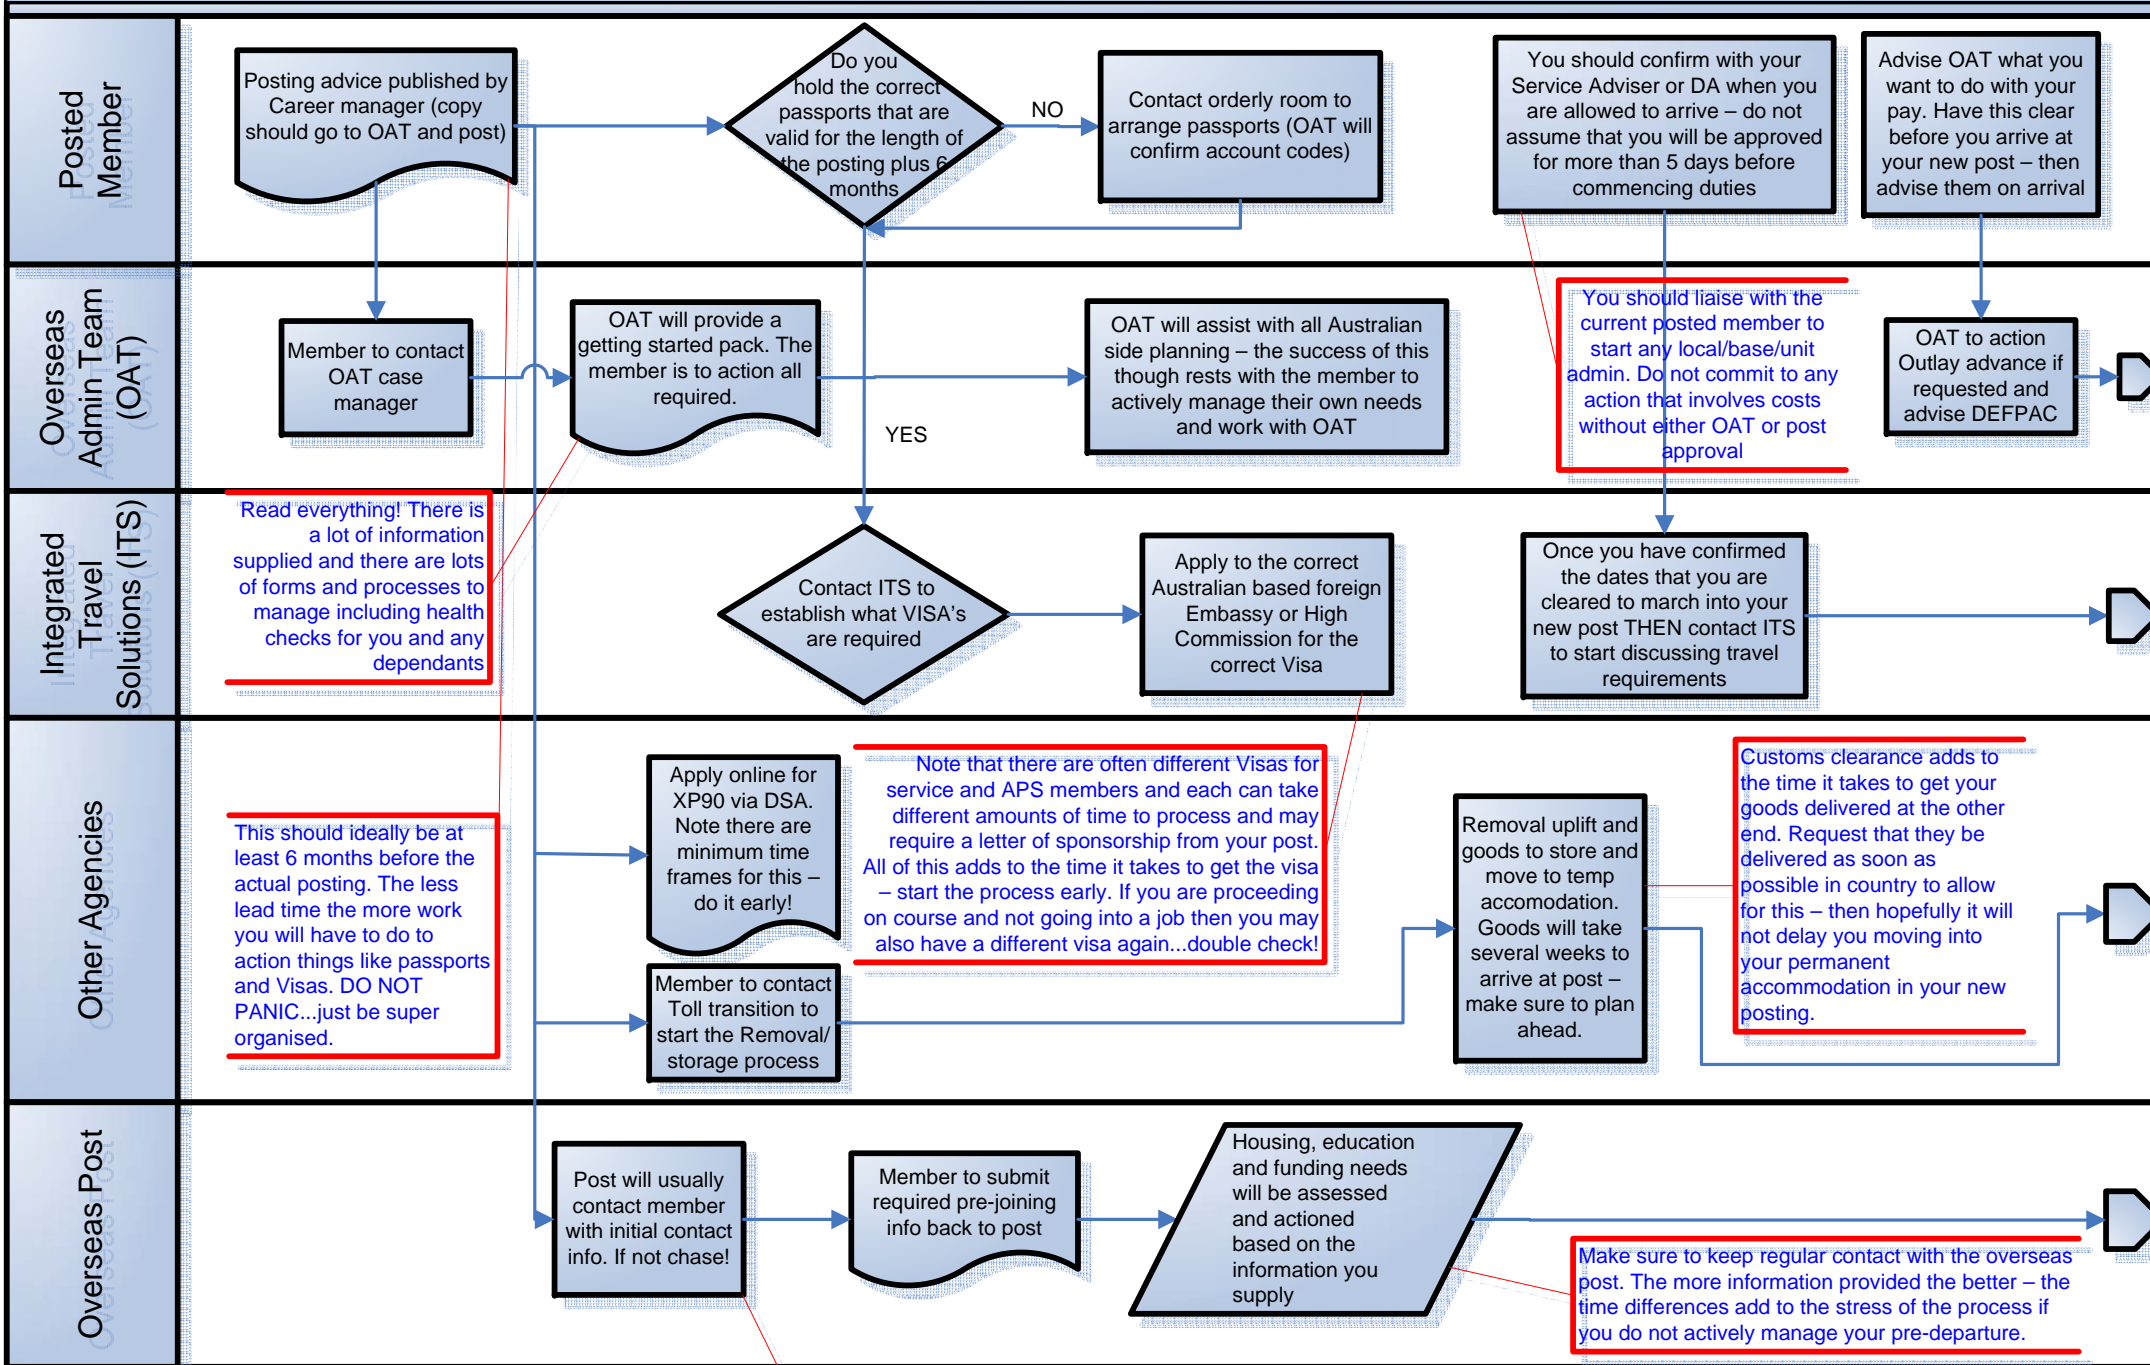 Posted
Member
Posting advice published by
Career manager (copy
should go to OAT and post)
Do you
hold the correct
passports that are
valid for the length of
the posting plus 6
months
NO
Contact orderly room to
arrange passports (OAT will
confirm account codes)
You should confirm with your
Service Adviser or DA when you
are allowed to arrive – do not
assume that you will be approved
for more than 5 days before
commencing duties
Advise OAT what you
want to do with your
pay. Have this clear
before you arrive at
your new post – then
advise them on arrival
Overseas
Admin Team
(OAT)
Member to contact
OAT case
manager
OAT will provide a
getting started pack. The
member is to action all
required.
YES
OAT will assist with all Australian
side planning – the success of this
though rests with the member to
actively manage their own needs
and work with OAT
You should liaise with the
current posted member to
start any local/base/unit
admin. Do not commit to any
action that involves costs
without either OAT or post
approval
OAT to action
Outlay advance if
requested and
advise DEFPAC
Integrated
Travel
Solutions (ITS)
Read everything! There is
a lot of information
supplied and there are lots
of forms and processes to
manage including health
checks for you and any
dependants
Contact ITS to
establish what VISA's
are required
Apply to the correct
Australian based foreign
Embassy or High
Commission for the
correct Visa
Once you have confirmed
the dates that you are
cleared to march into your
new post THEN contact ITS
to start discussing travel
requirements
Other Agencies
This should ideally be at
least 6 months before the
actual posting. The less
lead time the more work
you will have to do to
action things like passports
and Visas. DO NOT
PANIC...just be super
organised.
Apply online for
XP90 via DSA.
Note there are
minimum time
frames for this –
do it early!
Note that there are often different Visas for
service and APS members and each can take
different amounts of time to process and may
require a letter of sponsorship from your post.
All of this adds to the time it takes to get the visa
– start the process early. If you are proceeding
on course and not going into a job then you may
also have a different visa again...double check!
Member to contact
Toll transition to
start the Removal/
storage process
Removal uplift and
goods to store and
move to temp
accomodation.
Goods will take
several weeks to
arrive at post –
make sure to plan
ahead.
Customs clearance adds to
the time it takes to get your
goods delivered at the other
end. Request that they be
delivered as soon as
possible in country to allow
for this – then hopefully it will
not delay you moving into
your permanent
accommodation in your new
posting.
Overseas Post
Post will usually
contact member
with initial contact
info. If not chase!
Member to submit
required pre-joining
info back to post
Housing, education
and funding needs
will be assessed
and actioned
based on the
information you
supply
Make sure to keep regular contact with the overseas
post. The more information provided the better – the
time differences add to the stress of the process if
you do not actively manage your pre-departure.